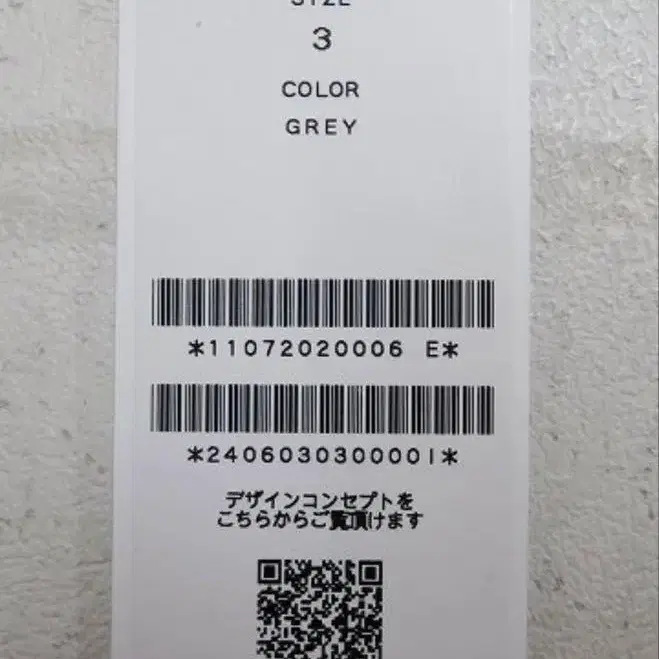 SIZE
3
COLOR
GREY
*11072020006 E*
*2406030300001*
デザインコンセプトを
こちらからご覧頂けます